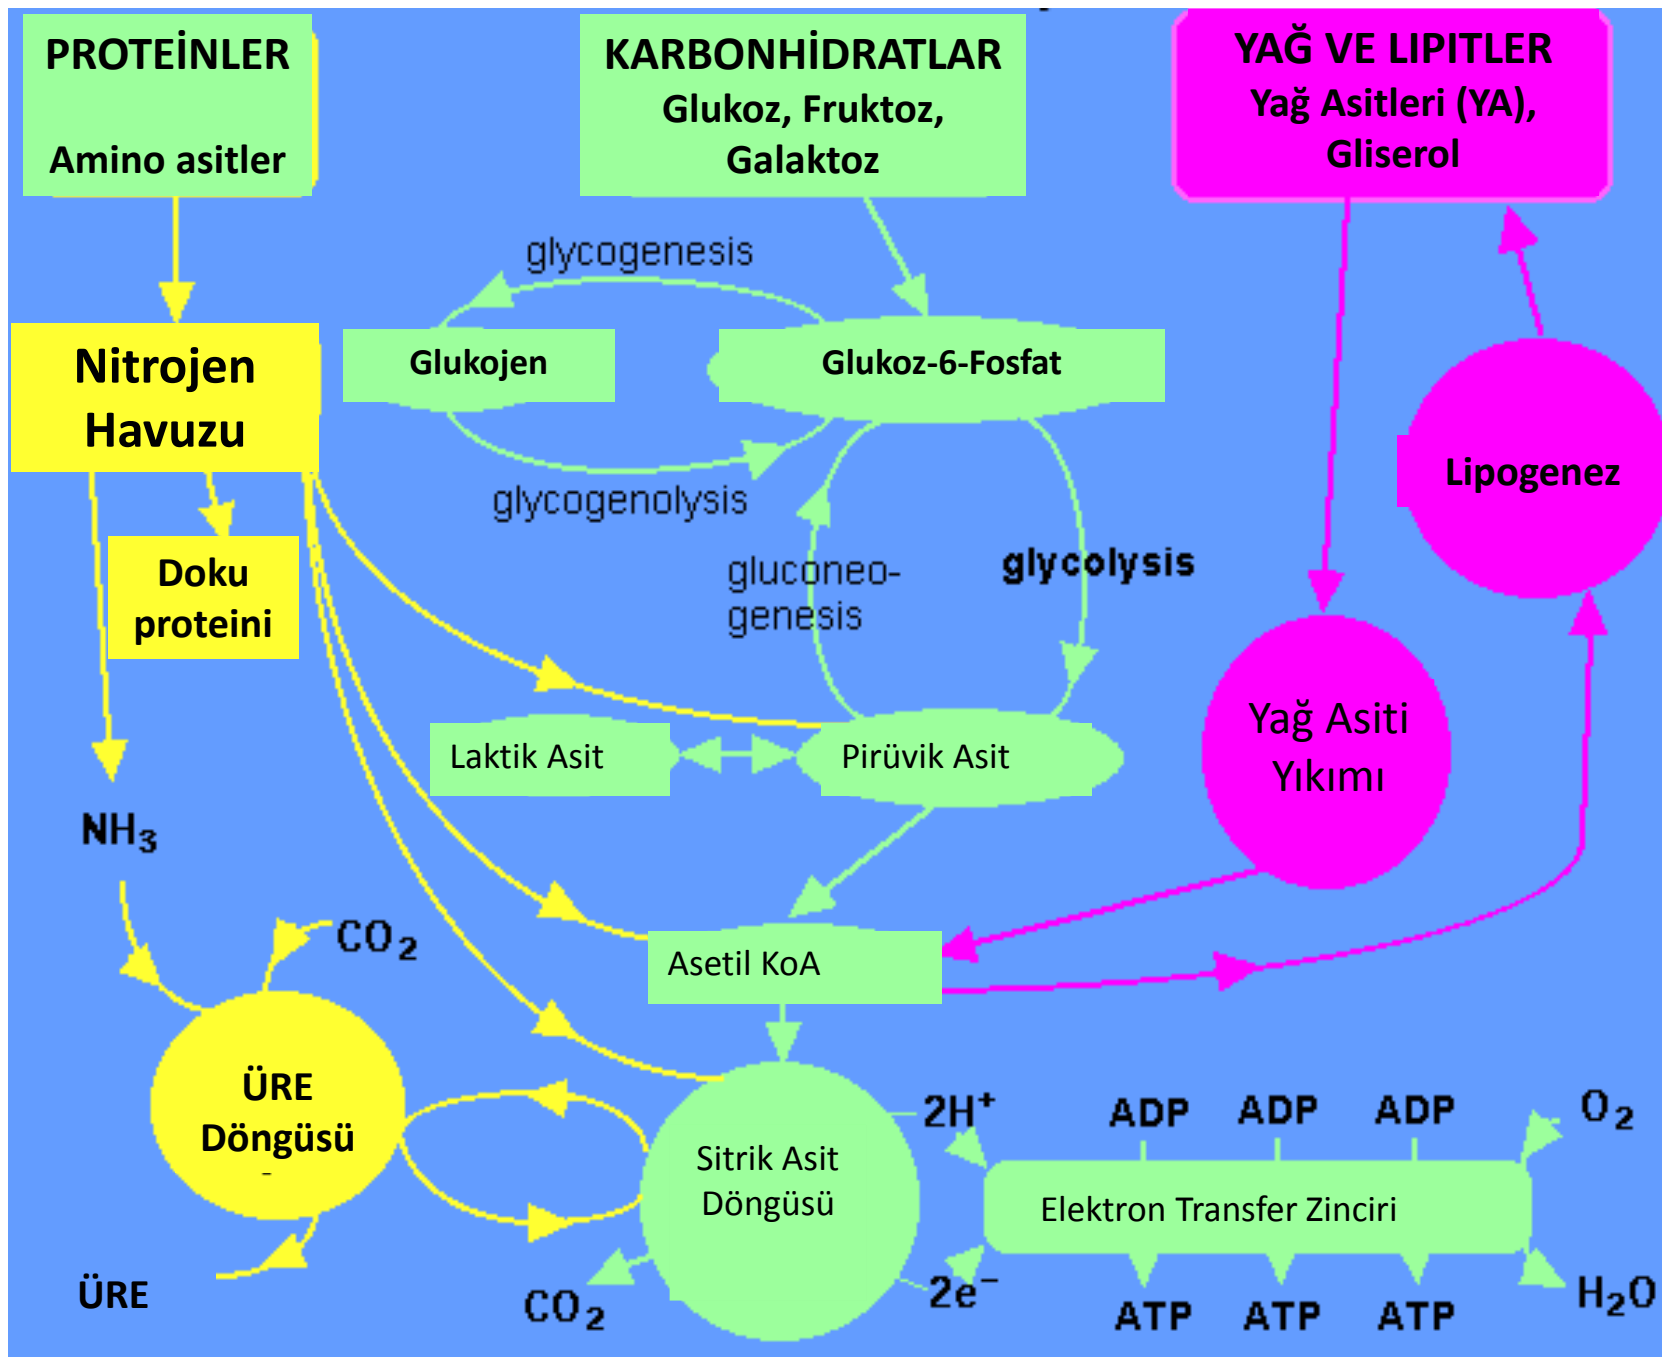 PROTEİNLER
Amino asitler
KARBONHİDRATLAR
Glukoz, Fruktoz,
Galaktoz
YAĞ VE LIPITLER
Yağ Asitleri (YA),
Gliserol
glycogenesis
Nitrojen
Havuzu
Glukojen
Glukoz-6-Fosfat
Lipogenez
glycogenolysis
Doku
proteini
gluconeo-
genesis
glycolysis
Yağ Asiti
Yıkımı
Laktik Asit
Pirüvik Asit
NH₃
CO₂
Asetil KoA
ÜRE
Döngüsü
Sitrik Asit
Döngüsü
2H⁺
ADP
ADP
ADP
O₂
Elektron Transfer Zinciri
2e⁻
ATP
ATP
ATP
H₂O
CO₂
ÜRE